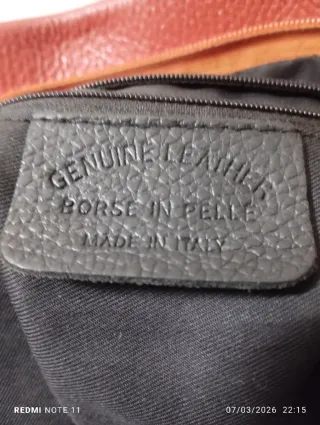 GENUINE LEATHER
BORSE IN PELLE
MADE IN ITALY
REDMI NOTE 11
07/03/2026 22:15